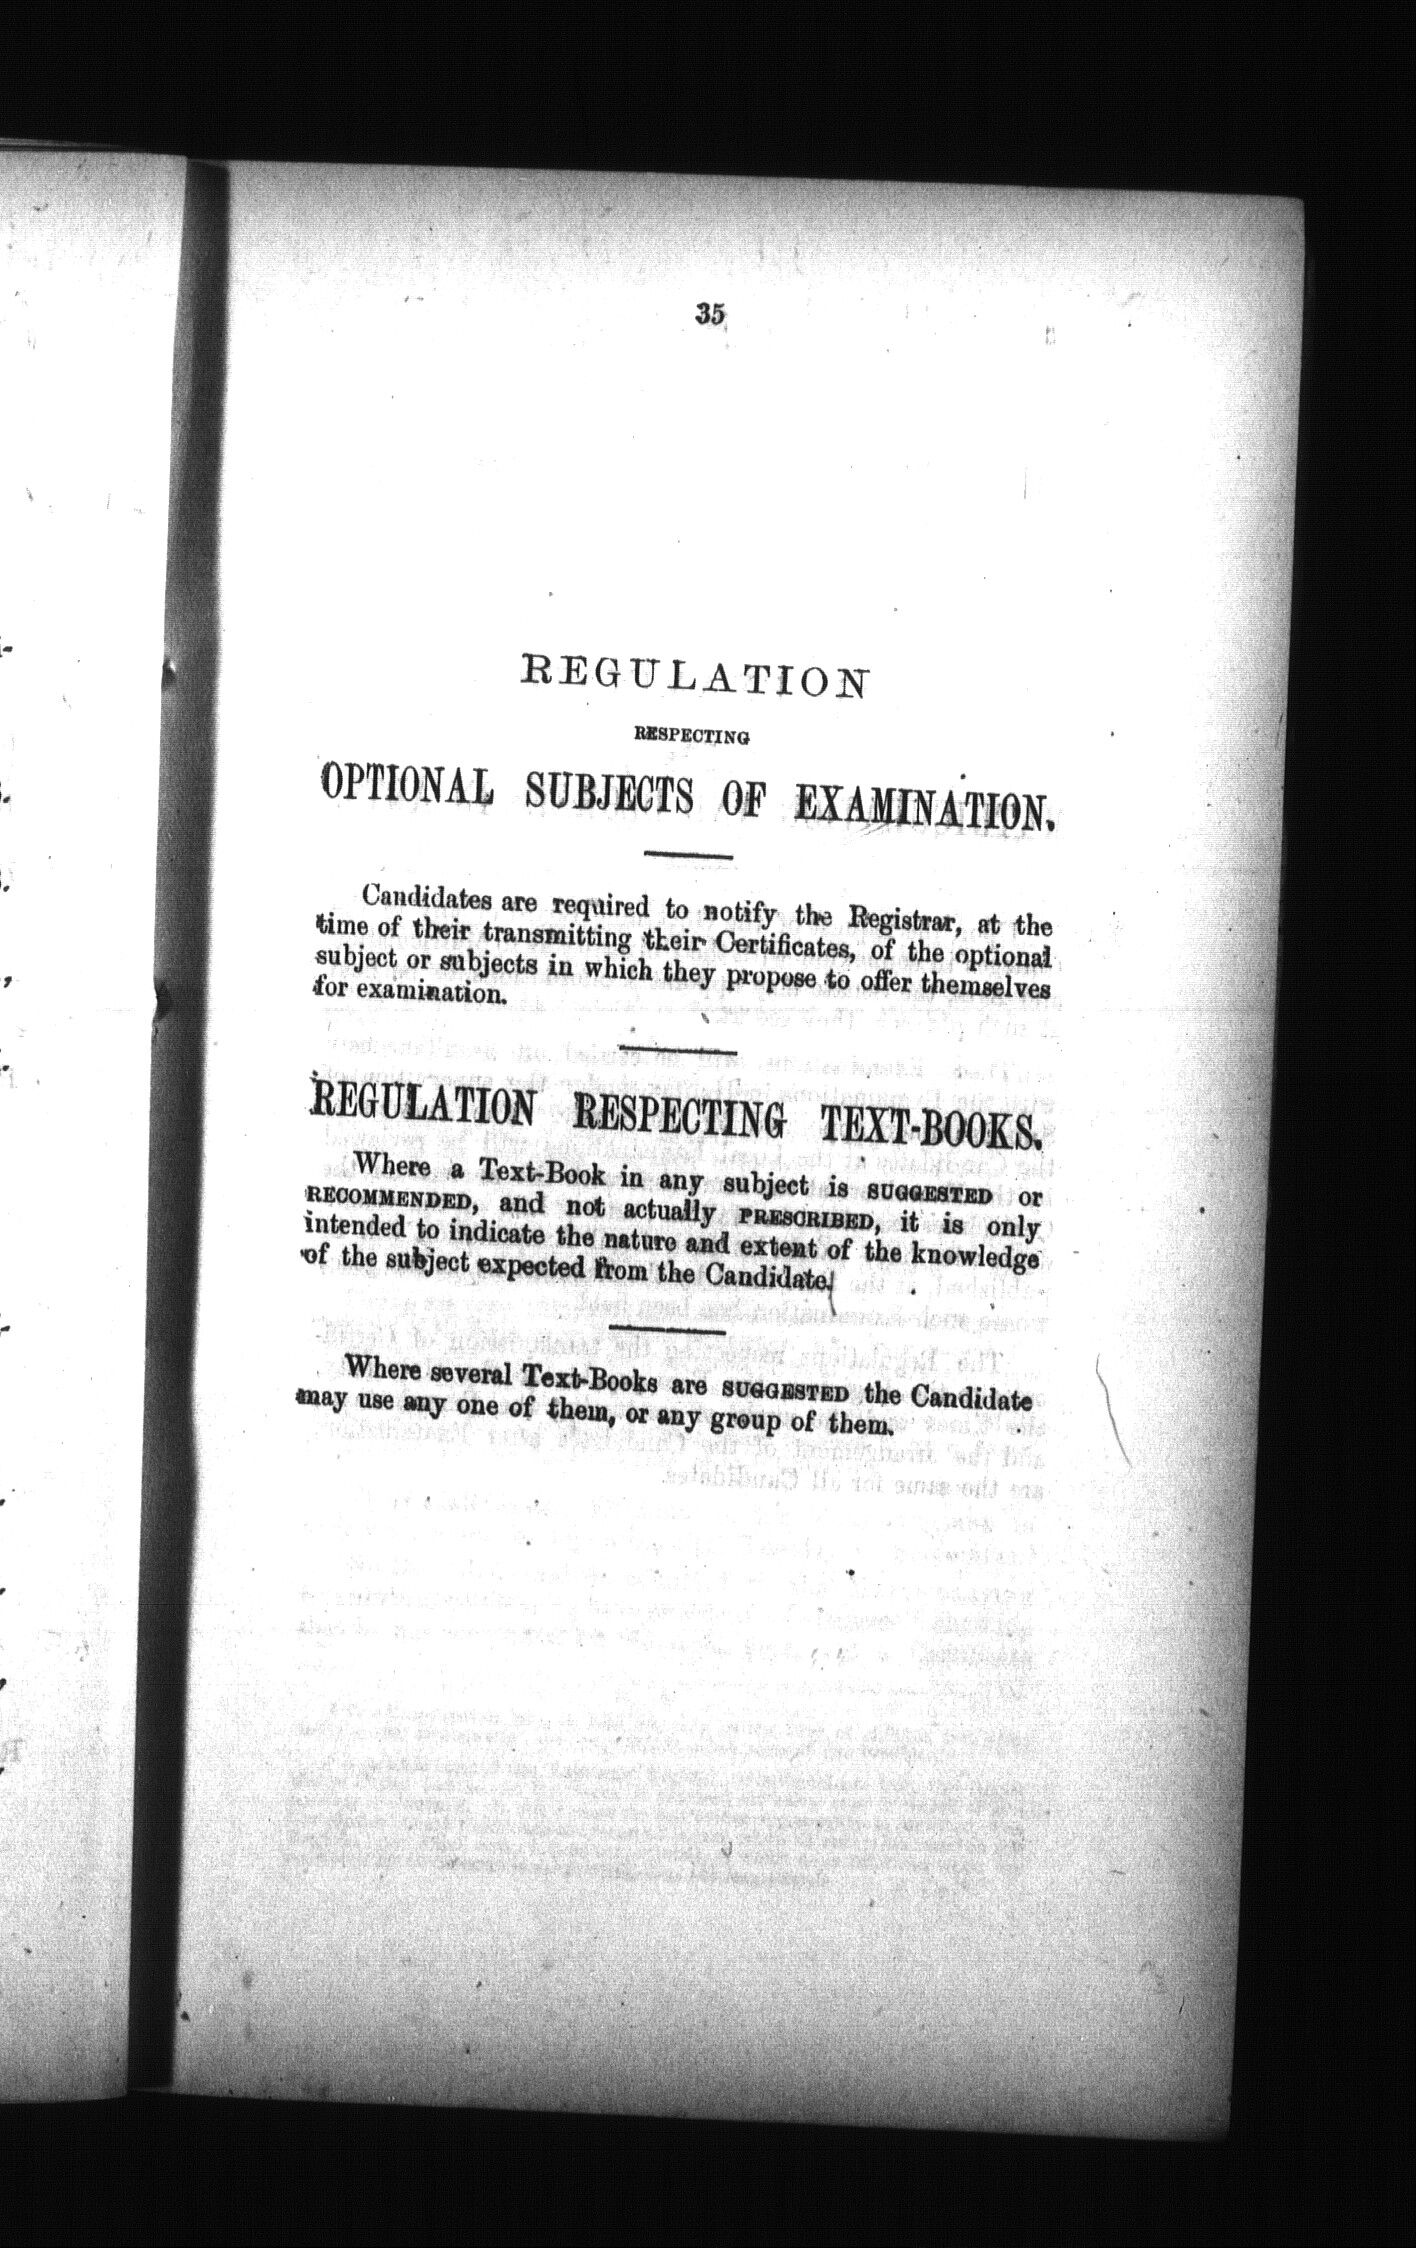 35
REGULATION
RESPECTING
OPTIONAL SUBJECTS OF EXAMINATION.
Candidates are required to notify the Registrar, at the
time of their transmitting their Certificates, of the optional
subject or subjects in which they propose to offer themselves
for examination.
REGULATION RESPECTING TEXT-BOOKS.
Where a Text-Book in any subject is SUGGESTED or
RECOMMENDED, and not actually PRESCRIBED, it is only
intended to indicate the nature and extent of the knowledge
of the subject expected from the Candidate.
Where several Text-Books are SUGGESTED the Candidate
may use any one of them, or any group of them.